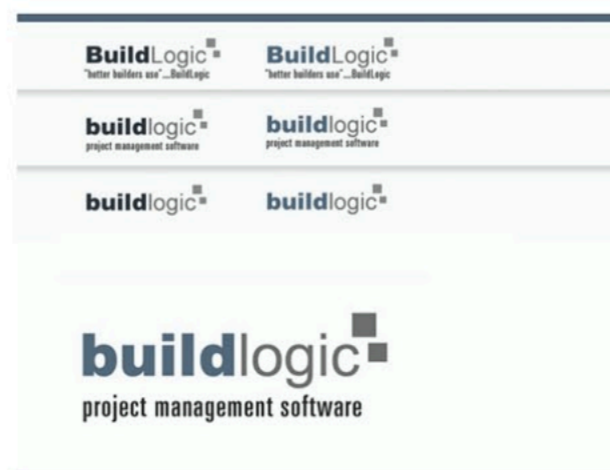 BuildLogic BuildLogic
"better builders use"...BuildLogic "better builders use"...BuildLogic
buildlogic buildlogic
project management software project management software
buildlogic buildlogic
buildlogic
project management software